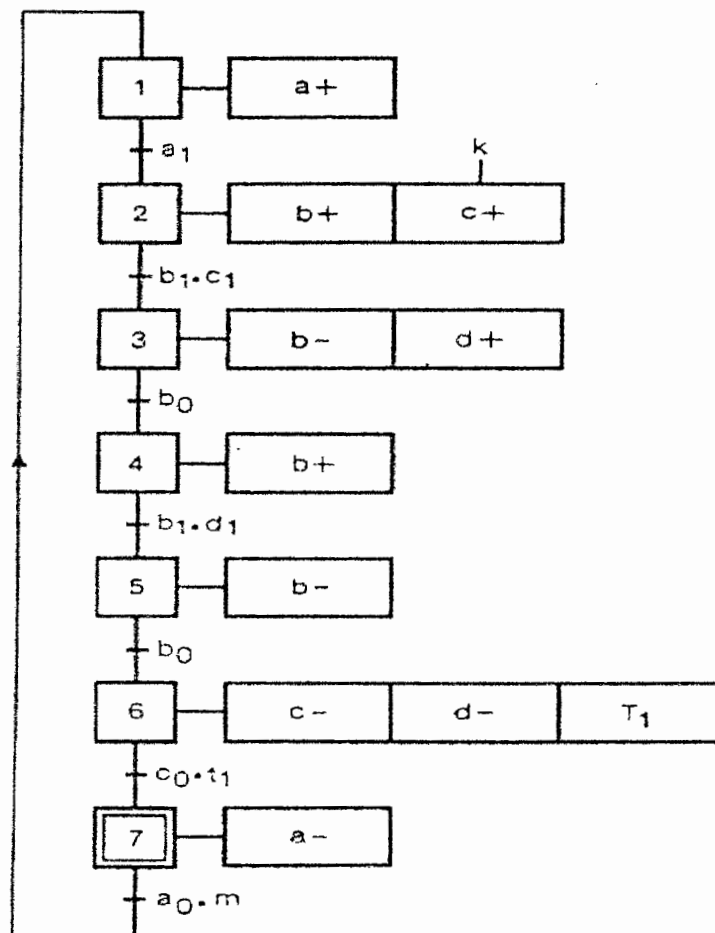 1 a+
a₁
k
2 b+ c+
b₁.c₁
3 b- d+
b₀
4 b+
b₁.d₁
5 b-
b₀
6 c- d- T₁
c₀.t₁
7 a-
a₀.m